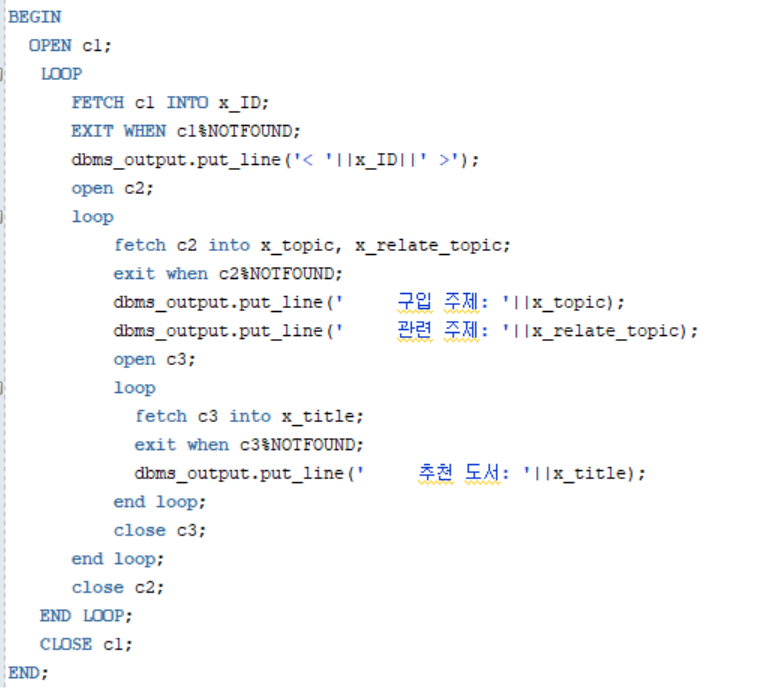 BEGIN
  OPEN c1;
   LOOP
      FETCH c1 INTO x_ID;
      EXIT WHEN c1%NOTFOUND;
      dbms_output.put_line('< '||x_ID||' >');
      open c2;
      loop
          fetch c2 into x_topic, x_relate_topic;
          exit when c2%NOTFOUND;
          dbms_output.put_line('     구입 주제: '||x_topic);
          dbms_output.put_line('     관련 주제: '||x_relate_topic);
          open c3;
          loop
            fetch c3 into x_title;
            exit when c3%NOTFOUND;
            dbms_output.put_line('     추천 도서: '||x_title);
          end loop;
          close c3;
      end loop;
      close c2;
   END LOOP;
   CLOSE c1;
END;